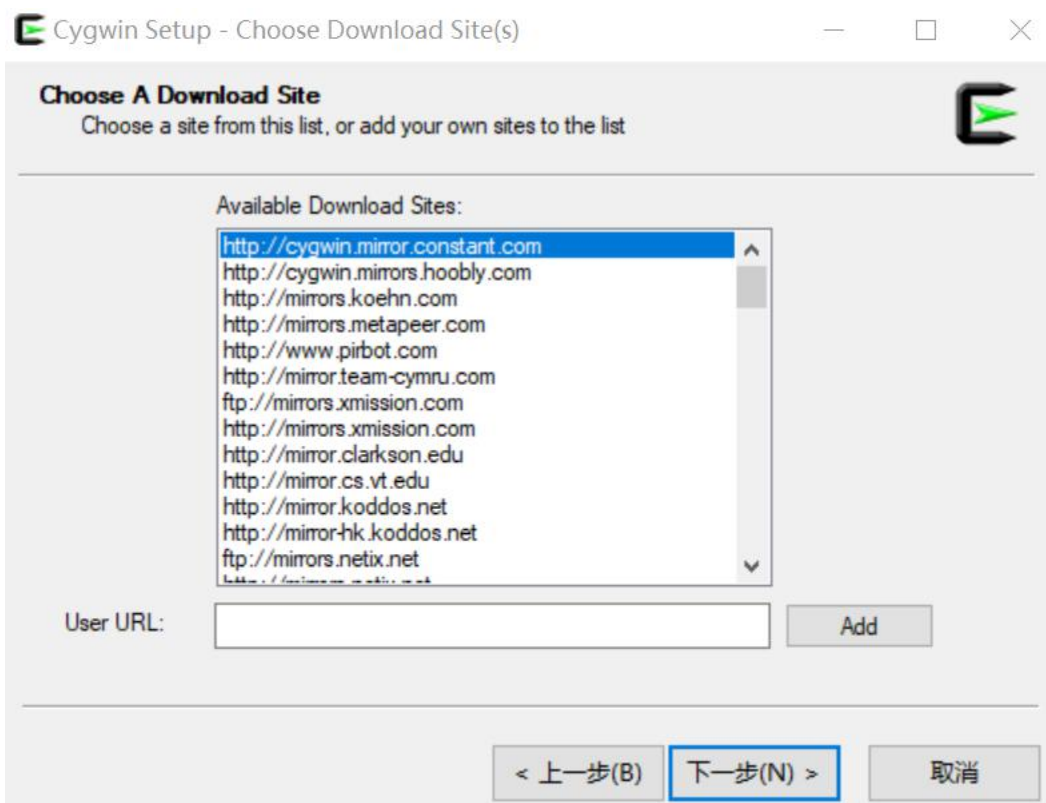 Cygwin Setup - Choose Download Site(s)
Choose A Download Site
Choose a site from this list, or add your own sites to the list
Available Download Sites:
http://cygwin.mirror.constant.com
http://cygwin.mirrors.hoobly.com
http://mirrors.koehn.com
http://mirrors.metapeer.com
http://www.pirbot.com
http://mirror.team-cymru.com
ftp://mirrors.xmission.com
http://mirrors.xmission.com
http://mirror.clarkson.edu
http://mirror.cs.vt.edu
http://mirror.koddos.net
http://mirror-hk.koddos.net
ftp://mirrors.netix.net
http://mirrors.netix.net
User URL:
Add
< 上一步(B)
下一步(N) >
取消